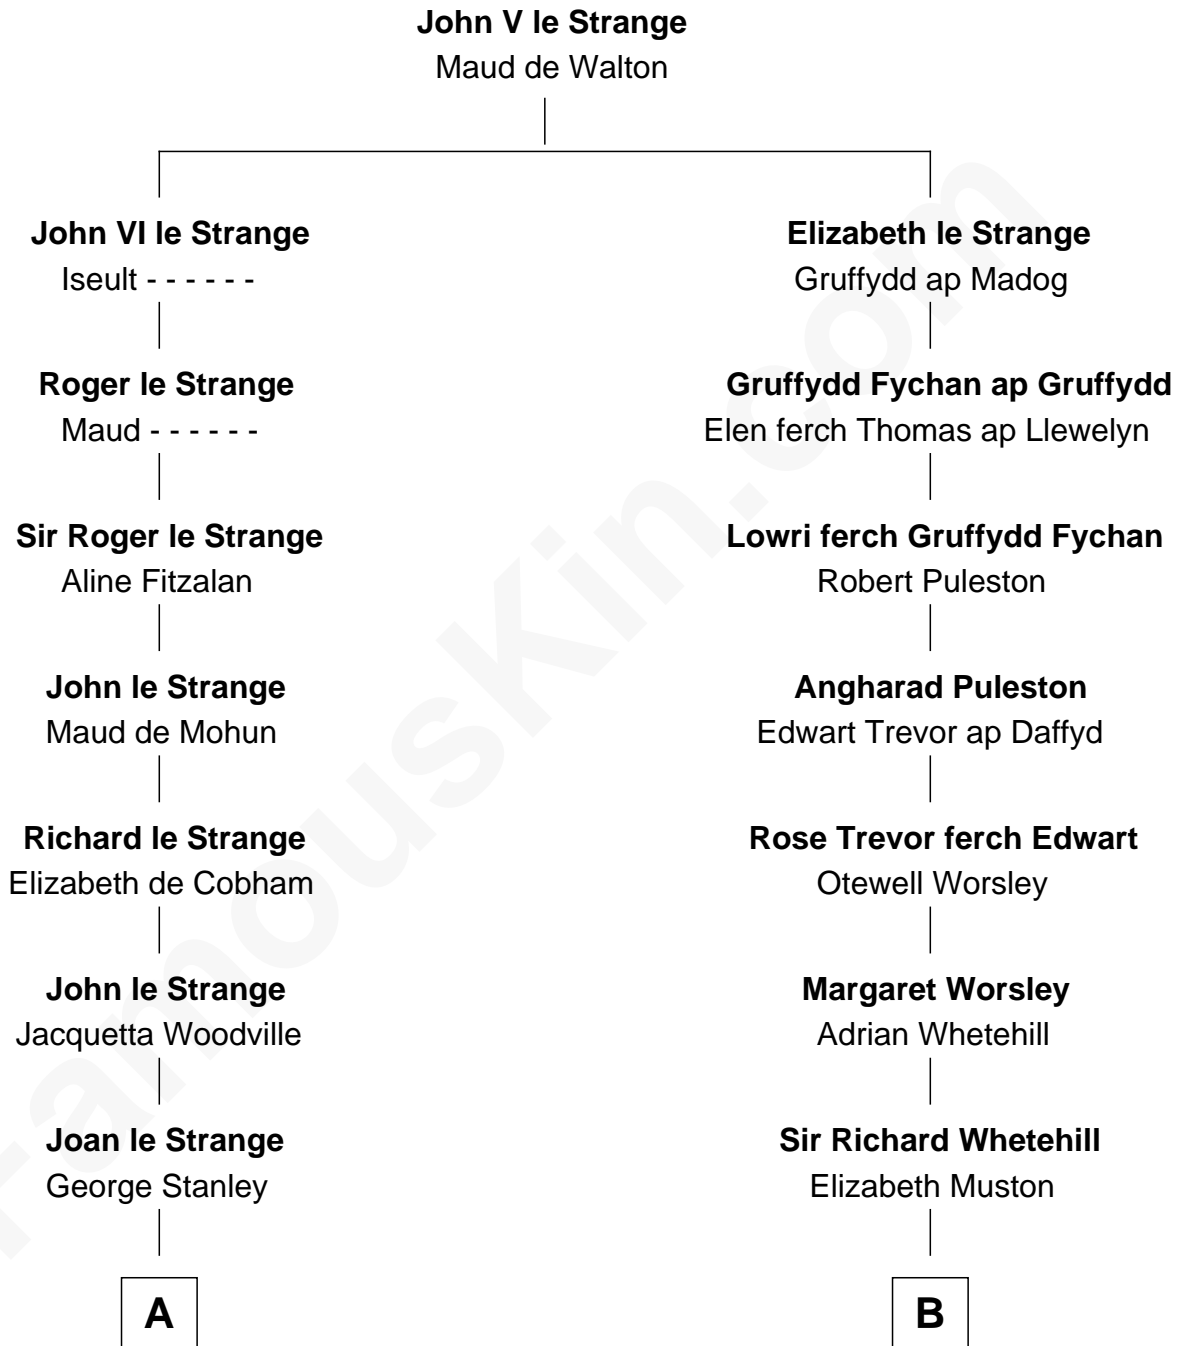 John V le Strange
Maud de Walton
John VI le Strange
Iseult - - - - - -
Roger le Strange
Maud - - - - - -
Sir Roger le Strange
Aline Fitzalan
John le Strange
Maud de Mohun
Richard le Strange
Elizabeth de Cobham
John le Strange
Jacquetta Woodville
Joan le Strange
George Stanley
A
Elizabeth le Strange
Gruffydd ap Madog
Gruffydd Fychan ap Gruffydd
Elen ferch Thomas ap Llewelyn
Lowri ferch Gruffydd Fychan
Robert Puleston
Angharad Puleston
Edwart Trevor ap Daffyd
Rose Trevor ferch Edwart
Otewell Worsley
Margaret Worsley
Adrian Whetehill
Sir Richard Whetehill
Elizabeth Muston
B
FamousKin.com